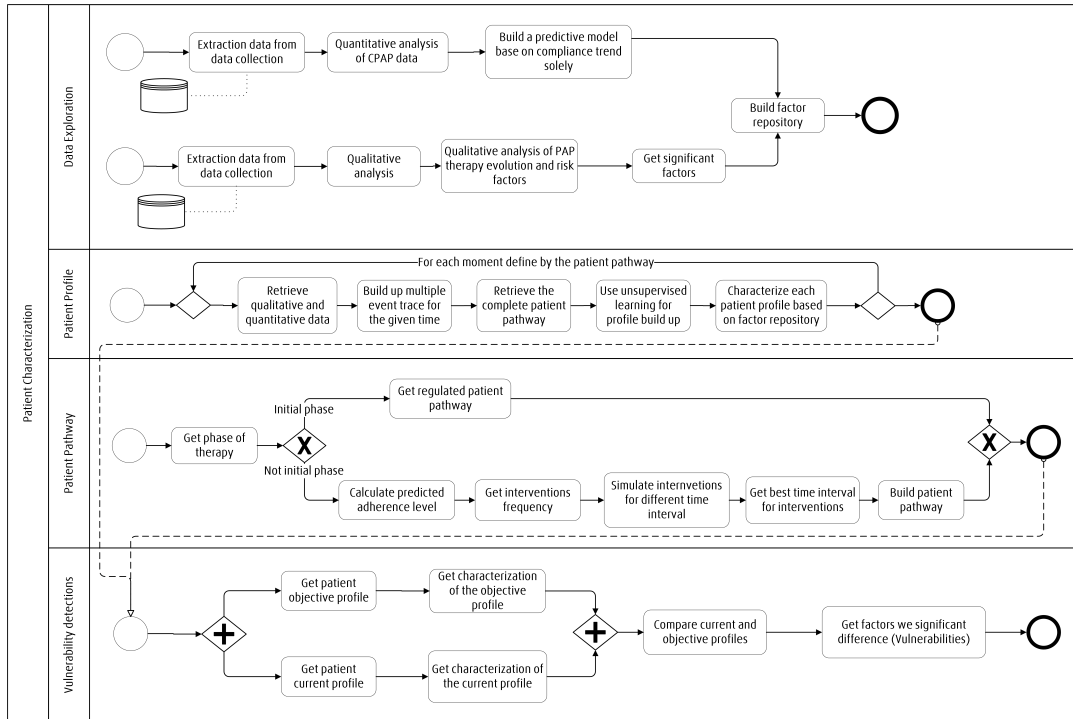 Patient Characterization
Data Exploration
Extraction data from
data collection
Quantitative analysis
of CPAP data
Build a predictive model
base on compliance trend
solely
Build factor
repository
Extraction data from
data collection
Qualitative
analysis
Qualitative analysis of PAP
therapy evolution and risk
factors
Get significant
factors
Patient Profile
For each moment define by the patient pathway
Retrieve
qualitative and
quantitative data
Build up multiple
event trace for
the given time
Retrieve the
complete patient
pathway
Use unsupervised
learning for
profile build up
Characterize each
patient profile based
on factor repository
Patient Pathway
Get phase of
therapy
Initial phase
X
Not initial phase
Get regulated patient
pathway
X
Calculate predicted
adherence level
Get interventions
frequency
Simulate internvetions
for different time
interval
Get best time interval
for interventions
Build patient
pathway
Vulnerability detections
Get patient
objective profile
Get characterization
of the objective
profile
Get patient
current profile
Get characterization of
the current profile
Compare current and
objective profiles
Get factors we significant
difference (Vulnerabilities)